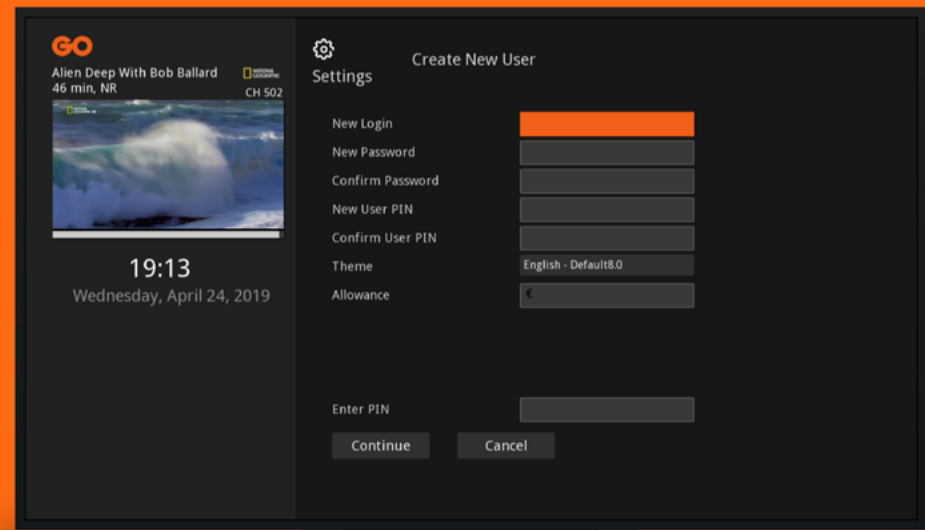 GO
Alien Deep With Bob Ballard
NATIONAL GEOGRAPHIC
46 min, NR
CH 502
19:13
Wednesday, April 24, 2019
Settings
Create New User
New Login
New Password
Confirm Password
New User PIN
Confirm User PIN
Theme
English - Default8.0
Allowance
€
Enter PIN
Continue
Cancel